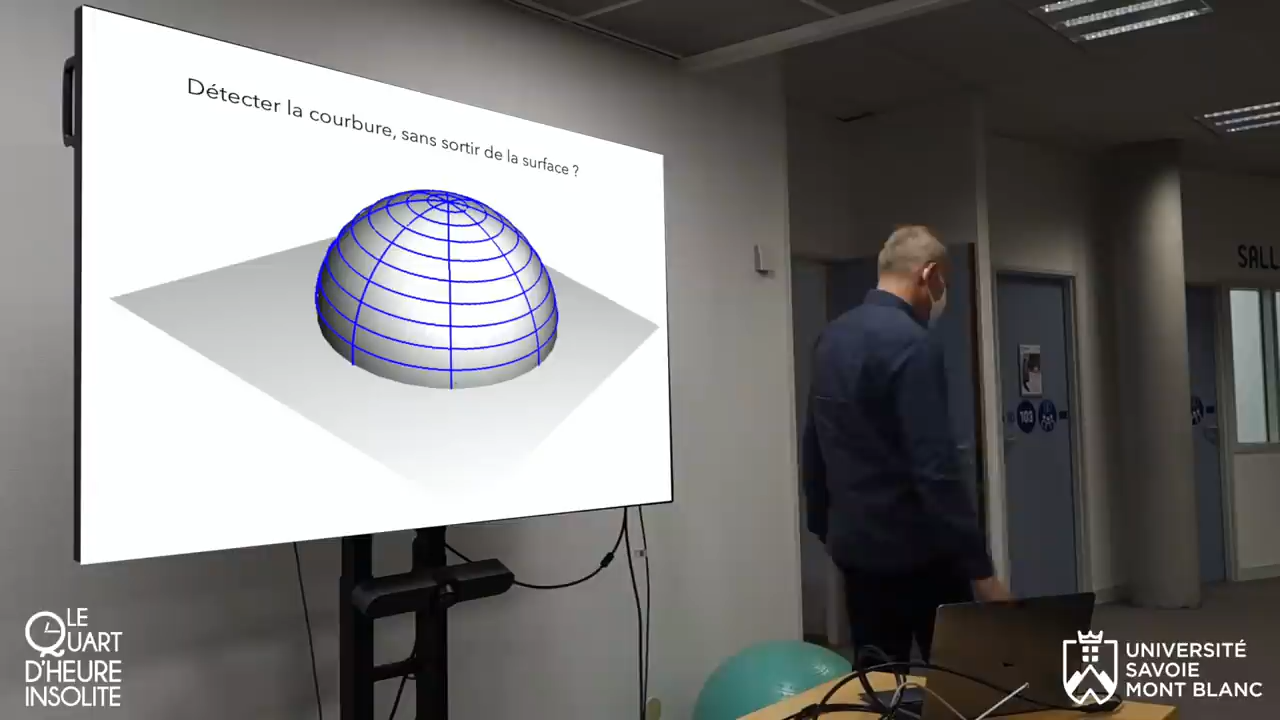 Détecter la courbure, sans sortir de la surface ?
SALL
103
LE
QUART
D'HEURE
INSOLITE
UNIVERSITÉ
SAVOIE
MONT BLANC